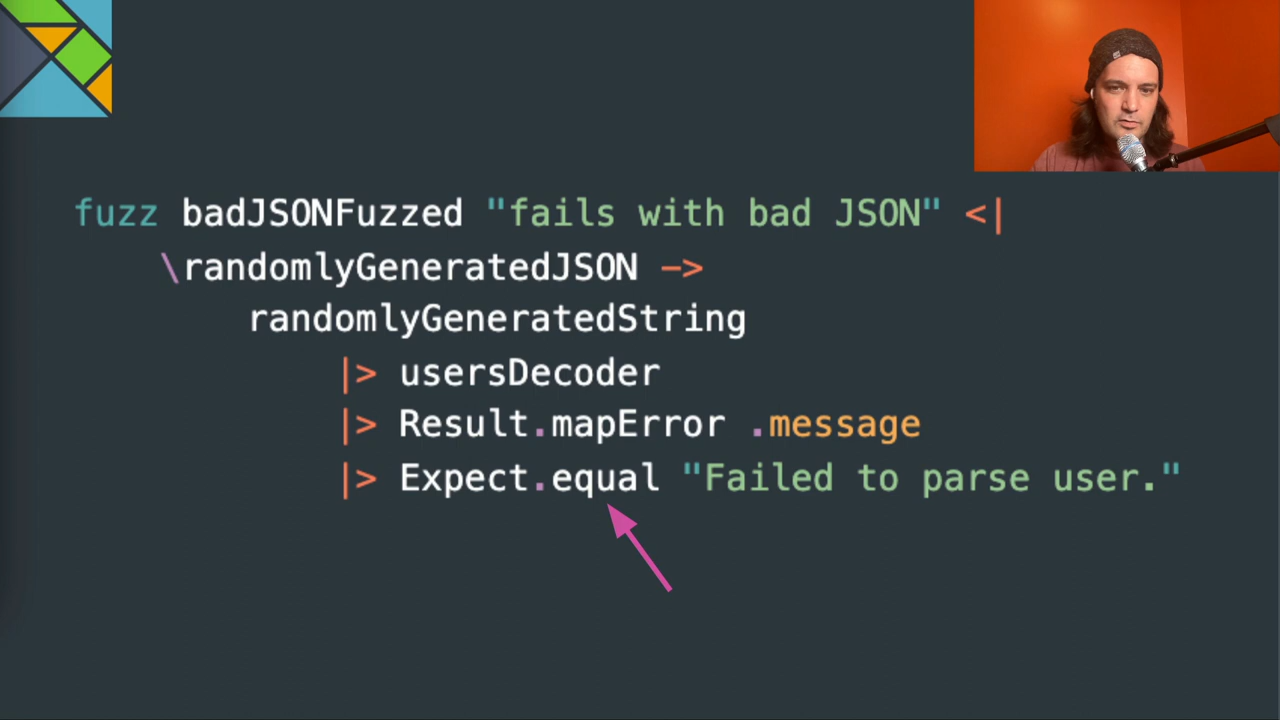 fuzz badJSONFuzzed "fails with bad JSON" <|
\randomlyGeneratedJSON ->
randomlyGeneratedString
|> usersDecoder
|> Result.mapError .message
|> Expect.equal "Failed to parse user."